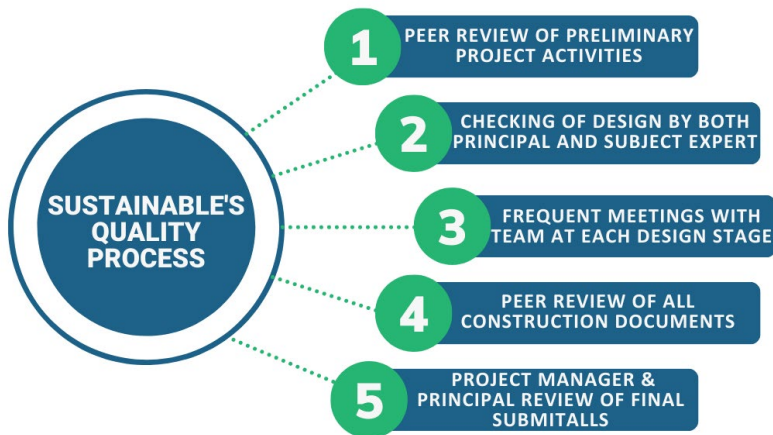 SUSTAINABLE'S
QUALITY
PROCESS
1
PEER REVIEW OF PRELIMINARY
PROJECT ACTIVITIES
2
CHECKING OF DESIGN BY BOTH
PRINCIPAL AND SUBJECT EXPERT
3
FREQUENT MEETINGS WITH
TEAM AT EACH DESIGN STAGE
4
PEER REVIEW OF ALL
CONSTRUCTION DOCUMENTS
5
PROJECT MANAGER &
PRINCIPAL REVIEW OF FINAL
SUBMITALLS